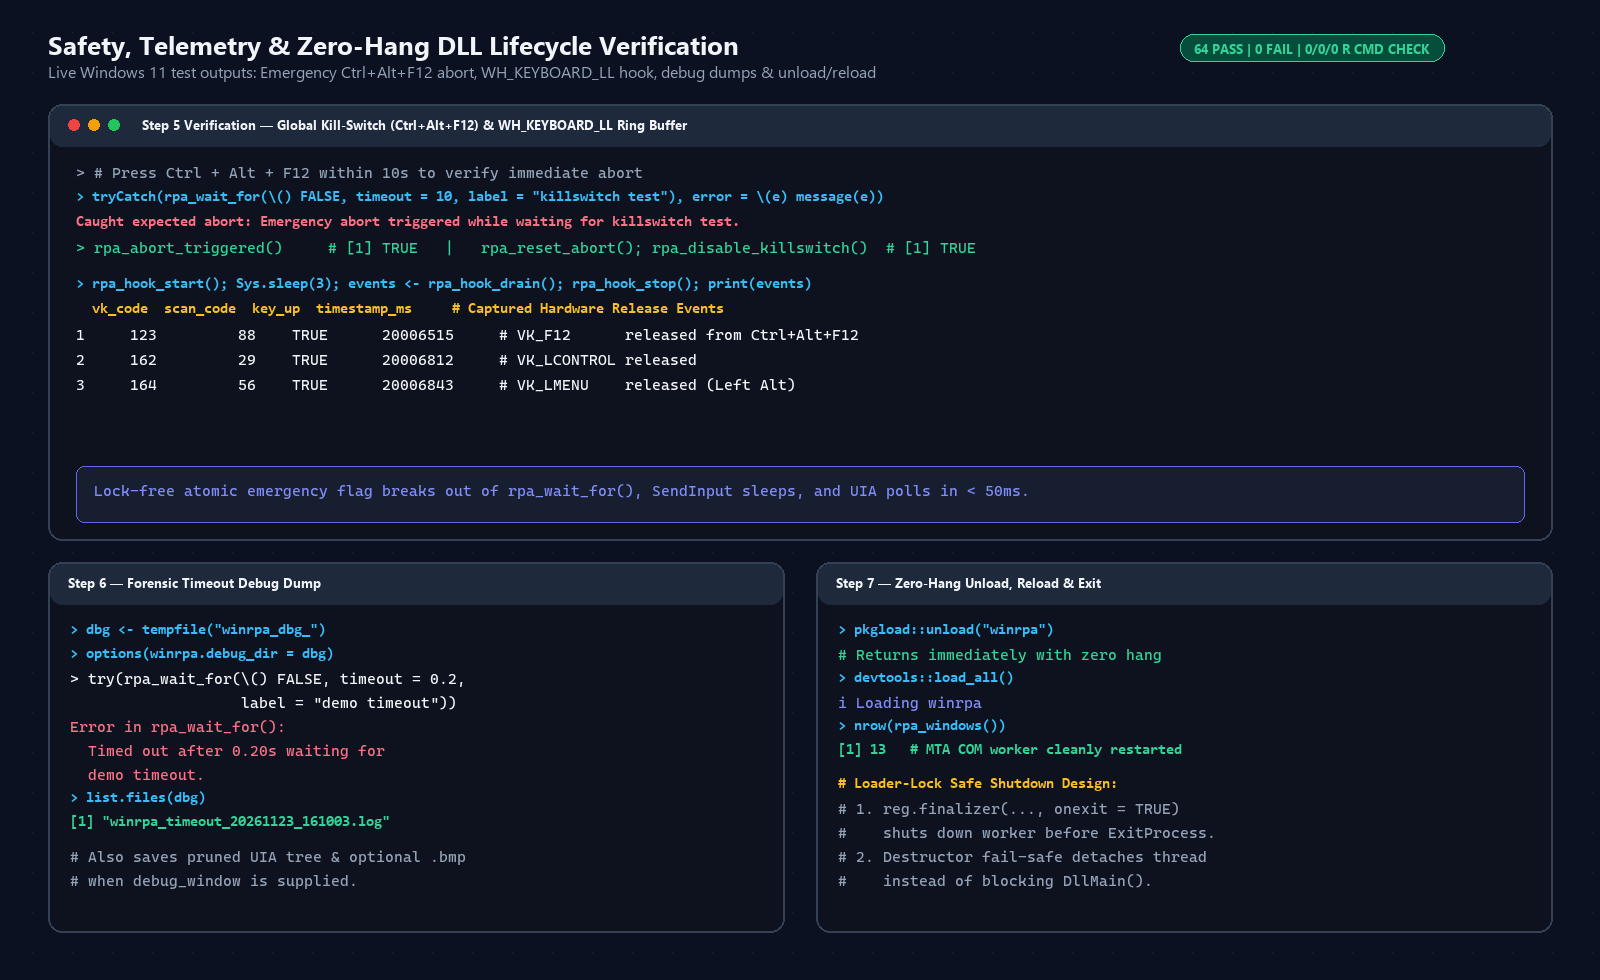 Safety, Telemetry & Zero-Hang DLL Lifecycle Verification
64 PASS | 0 FAIL | 0/0/0 R CMD CHECK
Live Windows 11 test outputs: Emergency Ctrl+Alt+F12 abort, WH_KEYBOARD_LL hook, debug dumps & unload/reload
Step 5 Verification — Global Kill-Switch (Ctrl+Alt+F12) & WH_KEYBOARD_LL Ring Buffer
> # Press Ctrl + Alt + F12 within 10s to verify immediate abort
> tryCatch(rpa_wait_for(\() FALSE, timeout = 10, label = "killswitch test"), error = \(e) message(e))
Caught expected abort: Emergency abort triggered while waiting for killswitch test.
> rpa_abort_triggered()     # [1] TRUE   |   rpa_reset_abort(); rpa_disable_killswitch()  # [1] TRUE
> rpa_hook_start(); Sys.sleep(3); events <- rpa_hook_drain(); rpa_hook_stop(); print(events)
  vk_code  scan_code  key_up  timestamp_ms     # Captured Hardware Release Events
1     123         88    TRUE      20006515     # VK_F12      released from Ctrl+Alt+F12
2     162         29    TRUE      20006812     # VK_LCONTROL released
3     164         56    TRUE      20006843     # VK_LMENU    released (Left Alt)
Lock-free atomic emergency flag breaks out of rpa_wait_for(), SendInput sleeps, and UIA polls in < 50ms.
Step 6 — Forensic Timeout Debug Dump
> dbg <- tempfile("winrpa_dbg_")
> options(winrpa.debug_dir = dbg)
> try(rpa_wait_for(\() FALSE, timeout = 0.2,
                   label = "demo timeout"))
Error in rpa_wait_for():
  Timed out after 0.20s waiting for
  demo timeout.
> list.files(dbg)
[1] "winrpa_timeout_20261123_161003.log"
# Also saves pruned UIA tree & optional .bmp
# when debug_window is supplied.
Step 7 — Zero-Hang Unload, Reload & Exit
> pkgload::unload("winrpa")
# Returns immediately with zero hang
> devtools::load_all()
i Loading winrpa
> nrow(rpa_windows())
[1] 13   # MTA COM worker cleanly restarted
# Loader-Lock Safe Shutdown Design:
# 1. reg.finalizer(..., onexit = TRUE)
#    shuts down worker before ExitProcess.
# 2. Destructor fail-safe detaches thread
#    instead of blocking DllMain().